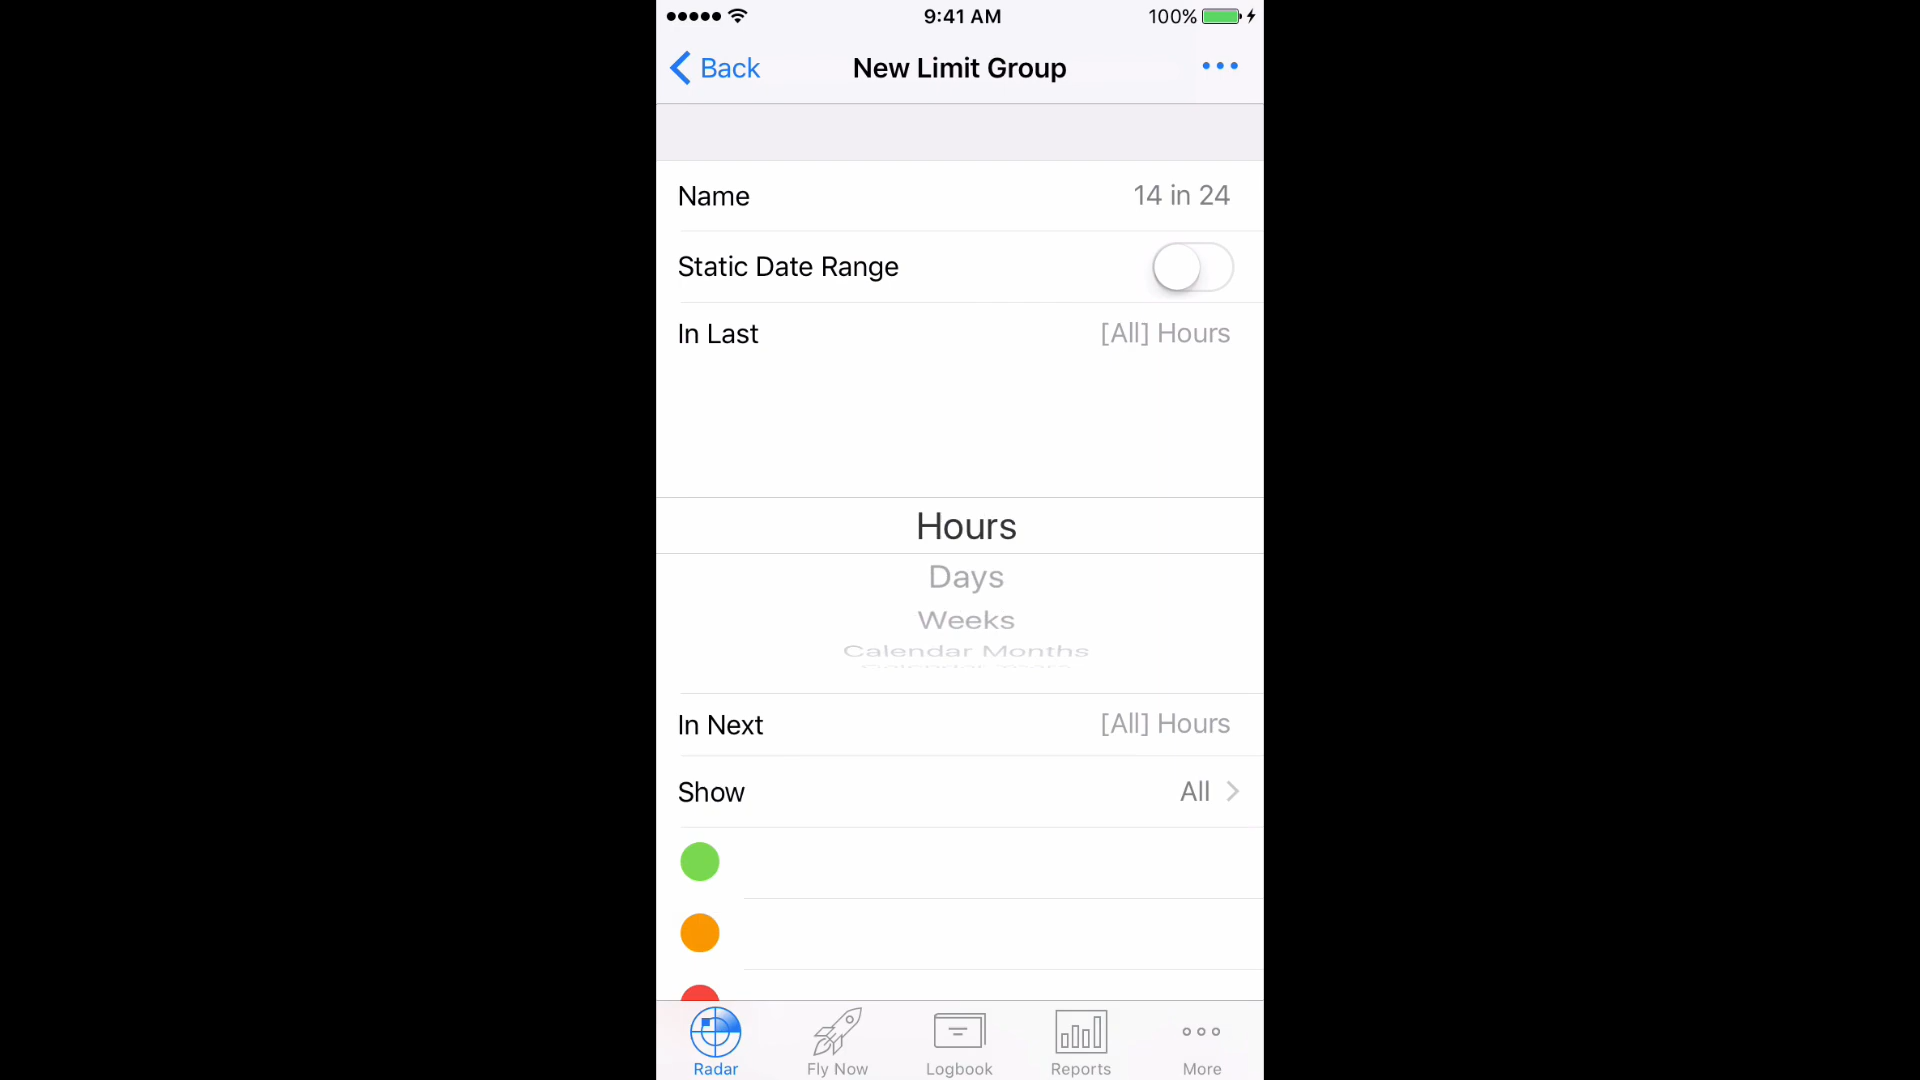 9:41 AM
100%
Back
New Limit Group
Name
14 in 24
Static Date Range
In Last
[All] Hours
Hours
Days
Weeks
Calendar Months
In Next
[All] Hours
Show
All
Radar
Fly Now
Logbook
Reports
More